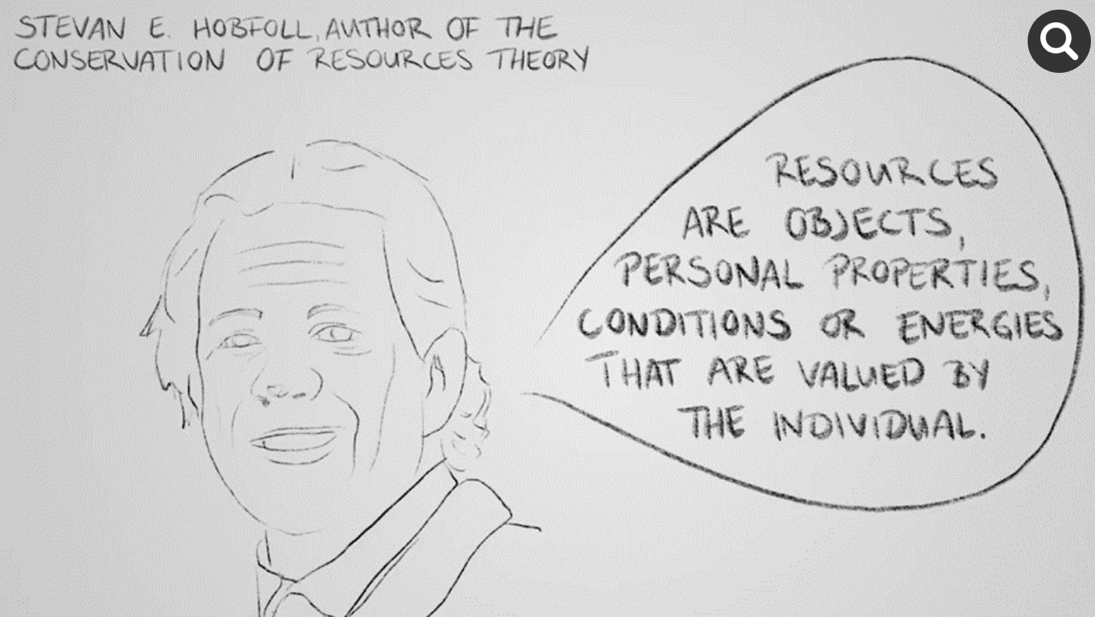 STEVAN E. HOBFOLL, AUTHOR OF THE
CONSERVATION OF RESOURCES THEORY
RESOURCES
ARE OBJECTS,
PERSONAL PROPERTIES,
CONDITIONS OR ENERGIES
THAT ARE VALUED BY
THE INDIVIDUAL.